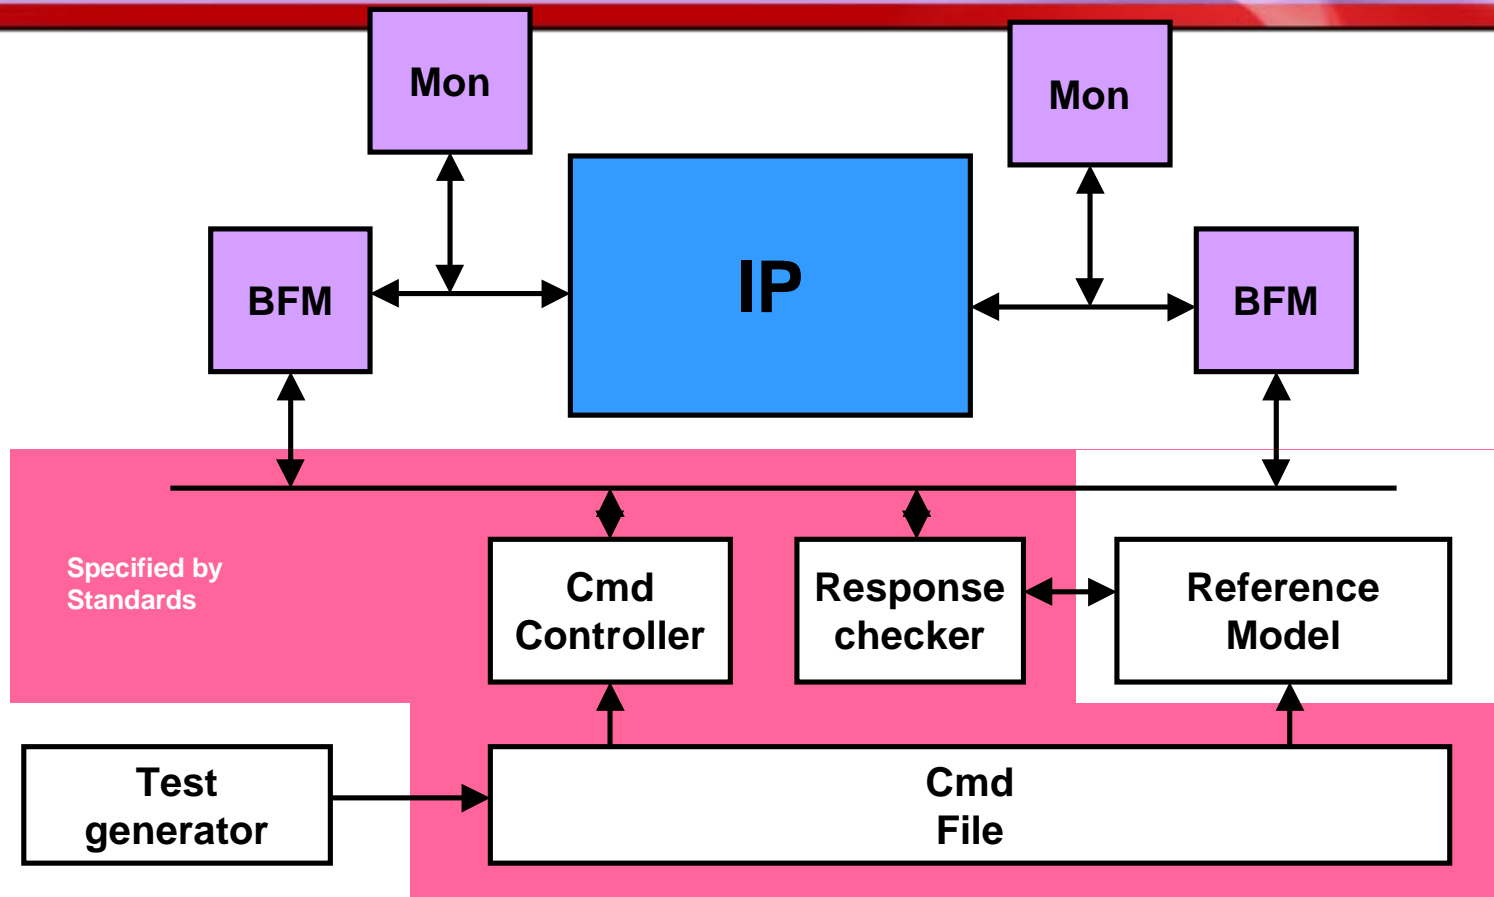 Mon
Mon
IP
BFM
BFM
Specified by
Standards
Cmd
Controller
Response
checker
Reference
Model
Test
generator
Cmd
File